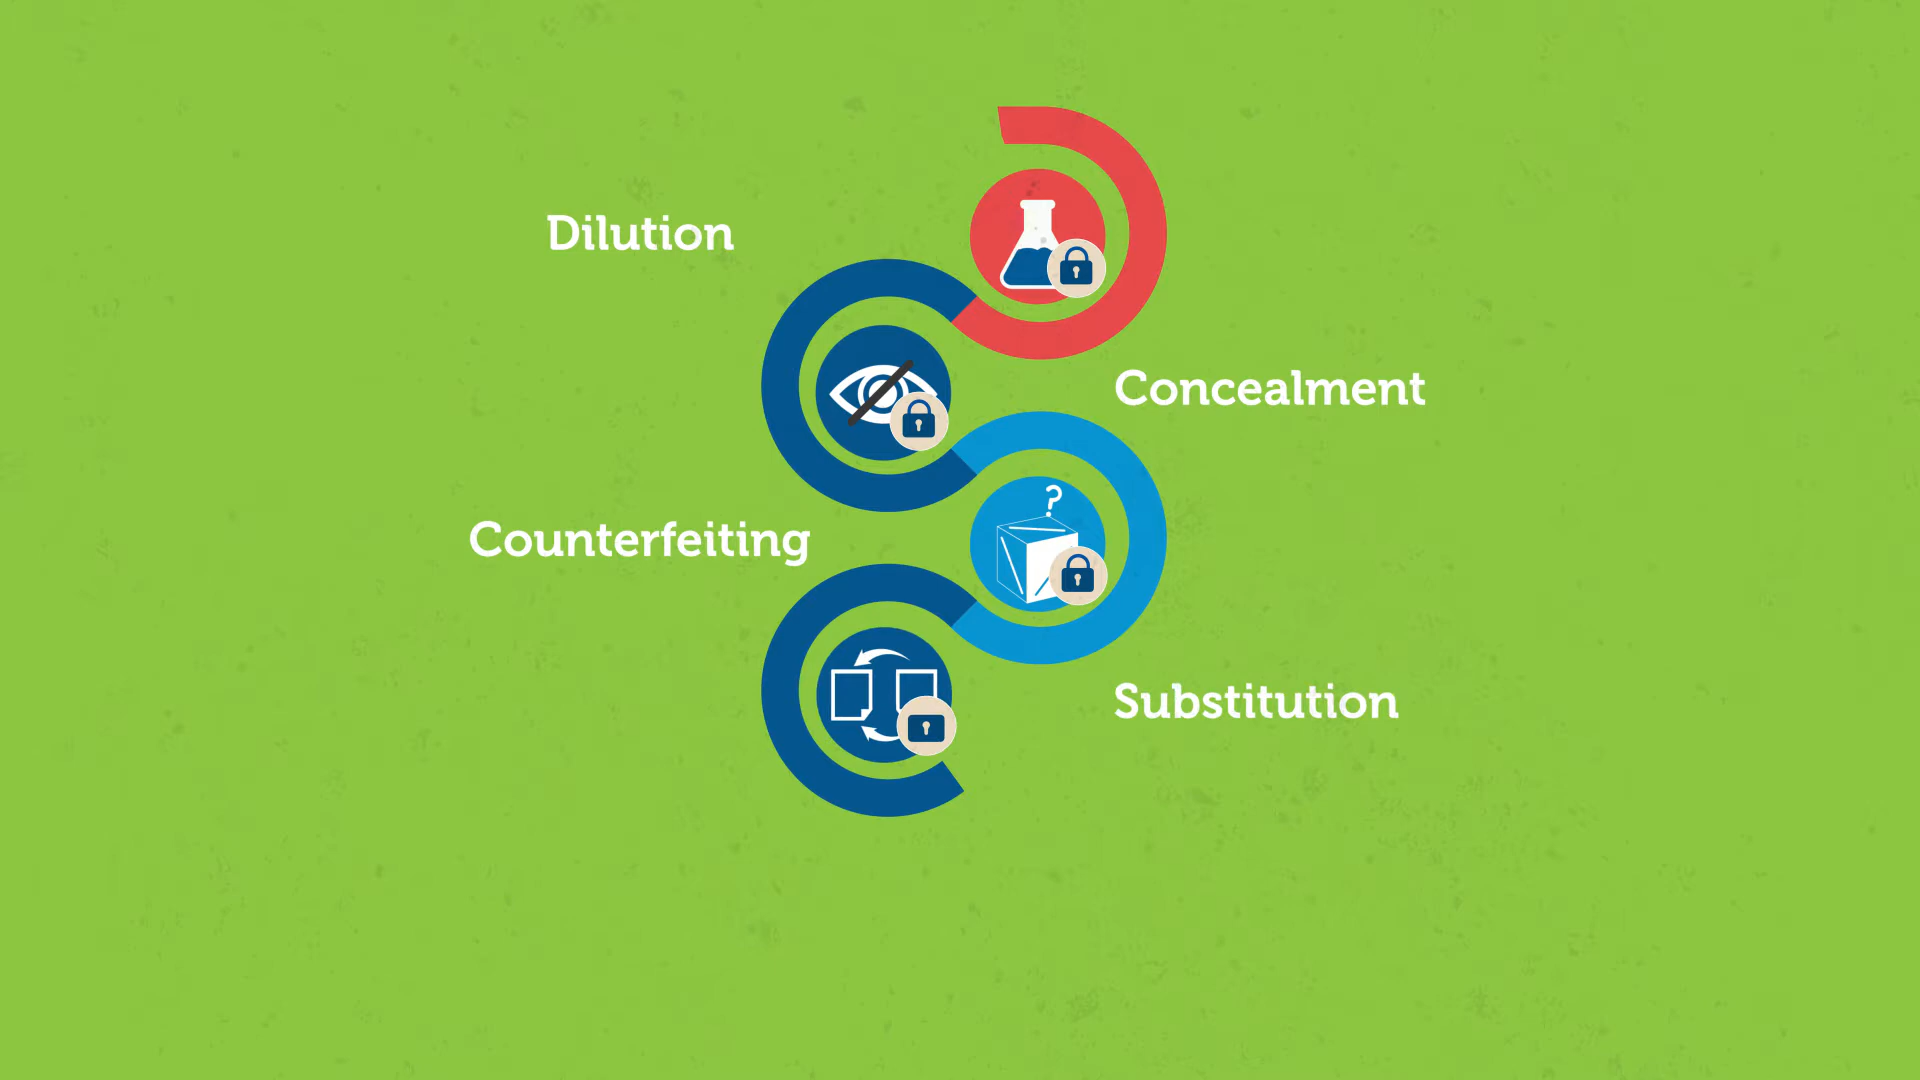 Dilution
Concealment
?
Counterfeiting
Substitution